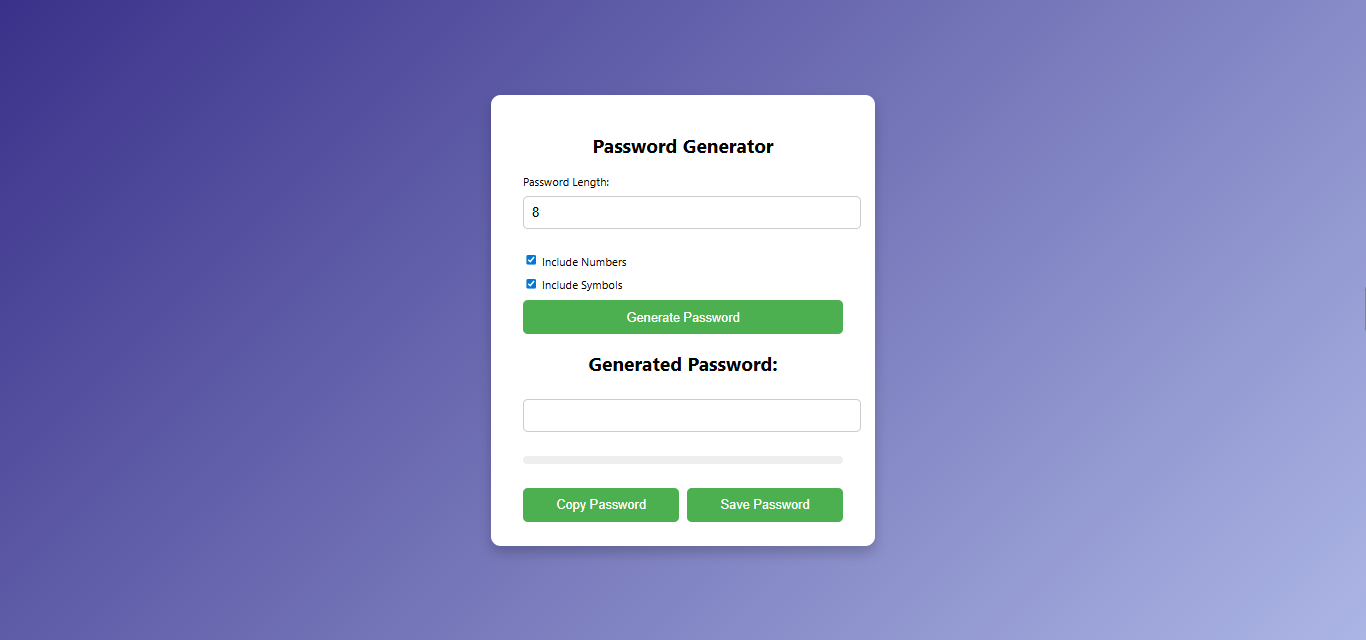 Password Generator
Password Length:
8
Include Numbers
Include Symbols
Generate Password
Generated Password:
Copy Password Save Password